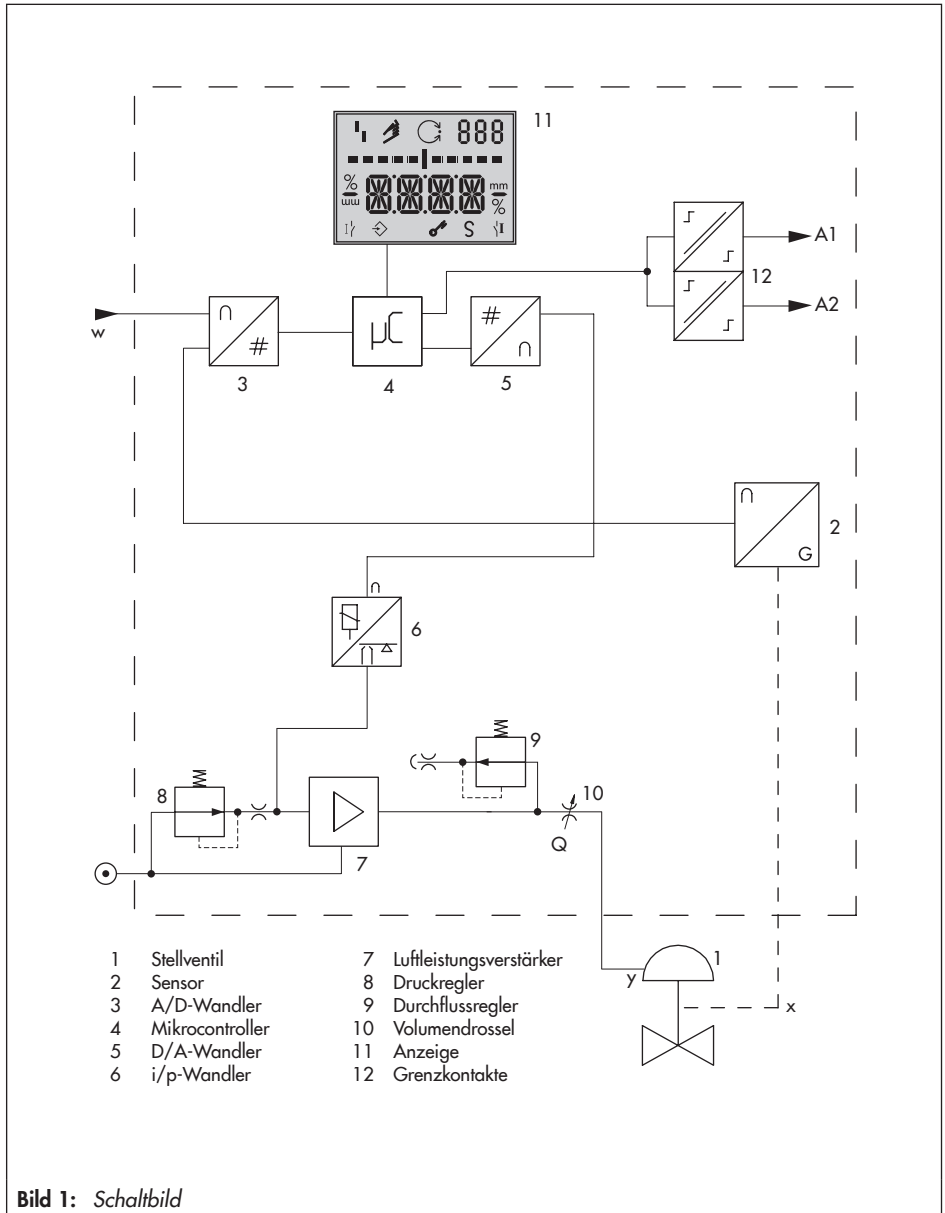 11
888
% mm
mm %
S
A1
12
A2
w
∩
#
3
µC
4
#
∩
5
∩
G
2
∩
6
8
9
10
Q
7
1
y
x
1 Stellventil
2 Sensor
3 A/D-Wandler
4 Mikrocontroller
5 D/A-Wandler
6 i/p-Wandler
7 Luftleistungsverstärker
8 Druckregler
9 Durchflussregler
10 Volumendrossel
11 Anzeige
12 Grenzkontakte
Bild 1: Schaltbild